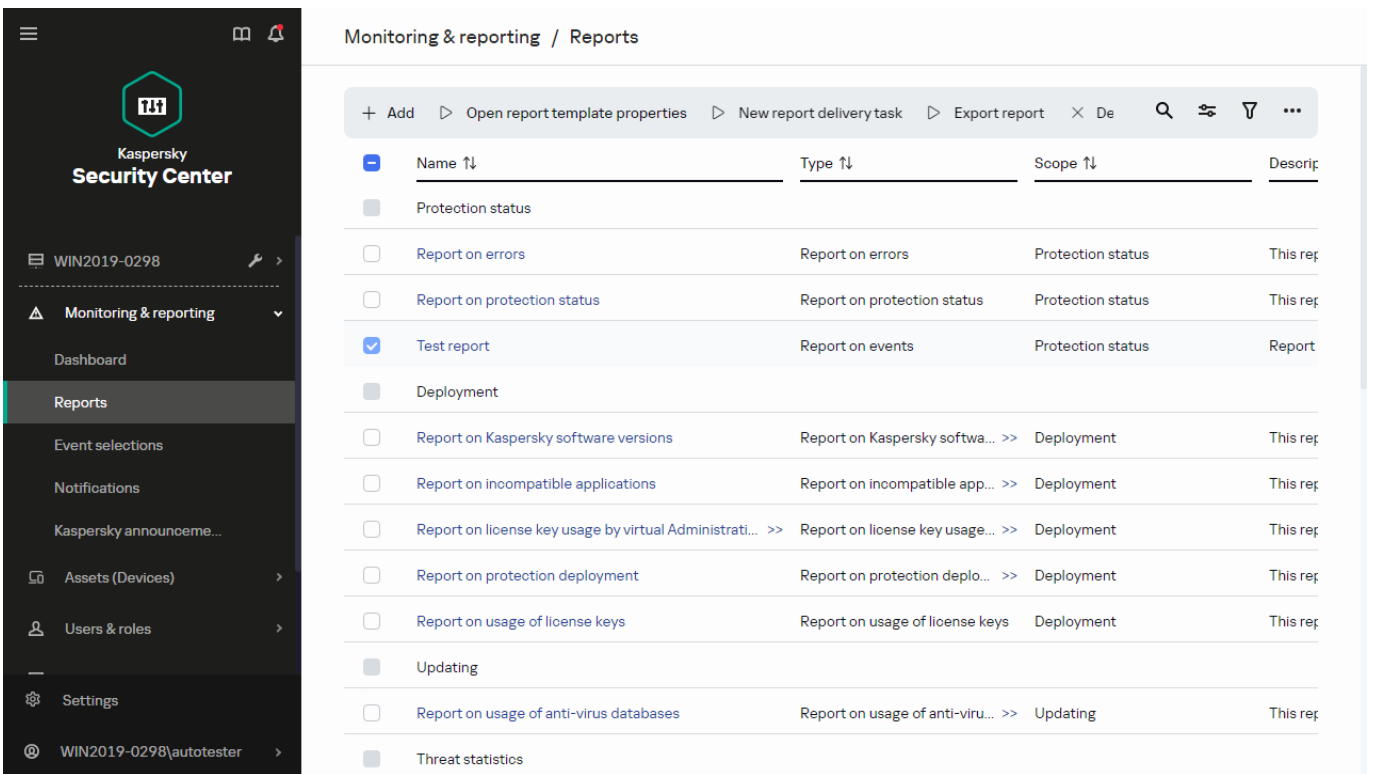 Monitoring & reporting / Reports
Kaspersky
Security Center
WIN2019-0298
Monitoring & reporting
Dashboard
Reports
Event selections
Notifications
Kaspersky announceme...
Assets (Devices)
Users & roles
Settings
WIN2019-0298\autotester
+ Add Open report template properties New report delivery task Export report De
Name Type Scope Descrip
Protection status
Report on errors Report on errors Protection status This rep
Report on protection status Report on protection status Protection status This rep
Test report Report on events Protection status Report
Deployment
Report on Kaspersky software versions Report on Kaspersky softwa... >> Deployment This rep
Report on incompatible applications Report on incompatible app... >> Deployment This rep
Report on license key usage by virtual Administrati... >> Report on license key usage... >> Deployment This rep
Report on protection deployment Report on protection deplo... >> Deployment This rep
Report on usage of license keys Report on usage of license keys Deployment This rep
Updating
Report on usage of anti-virus databases Report on usage of anti-viru... >> Updating This rep
Threat statistics